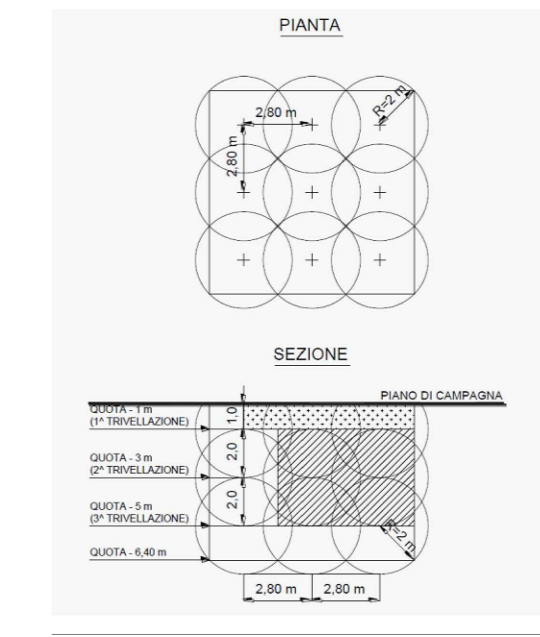 PIANTA
R=2 m
2,80 m
2,80 m
SEZIONE
PIANO DI CAMPAGNA
QUOTA - 1 m
(1^ TRIVELLAZIONE)
1,0
QUOTA - 3 m
(2^ TRIVELLAZIONE)
2,0
QUOTA - 5 m
(3^ TRIVELLAZIONE)
2,0
R=2 m
QUOTA - 6,40 m
2,80 m
2,80 m